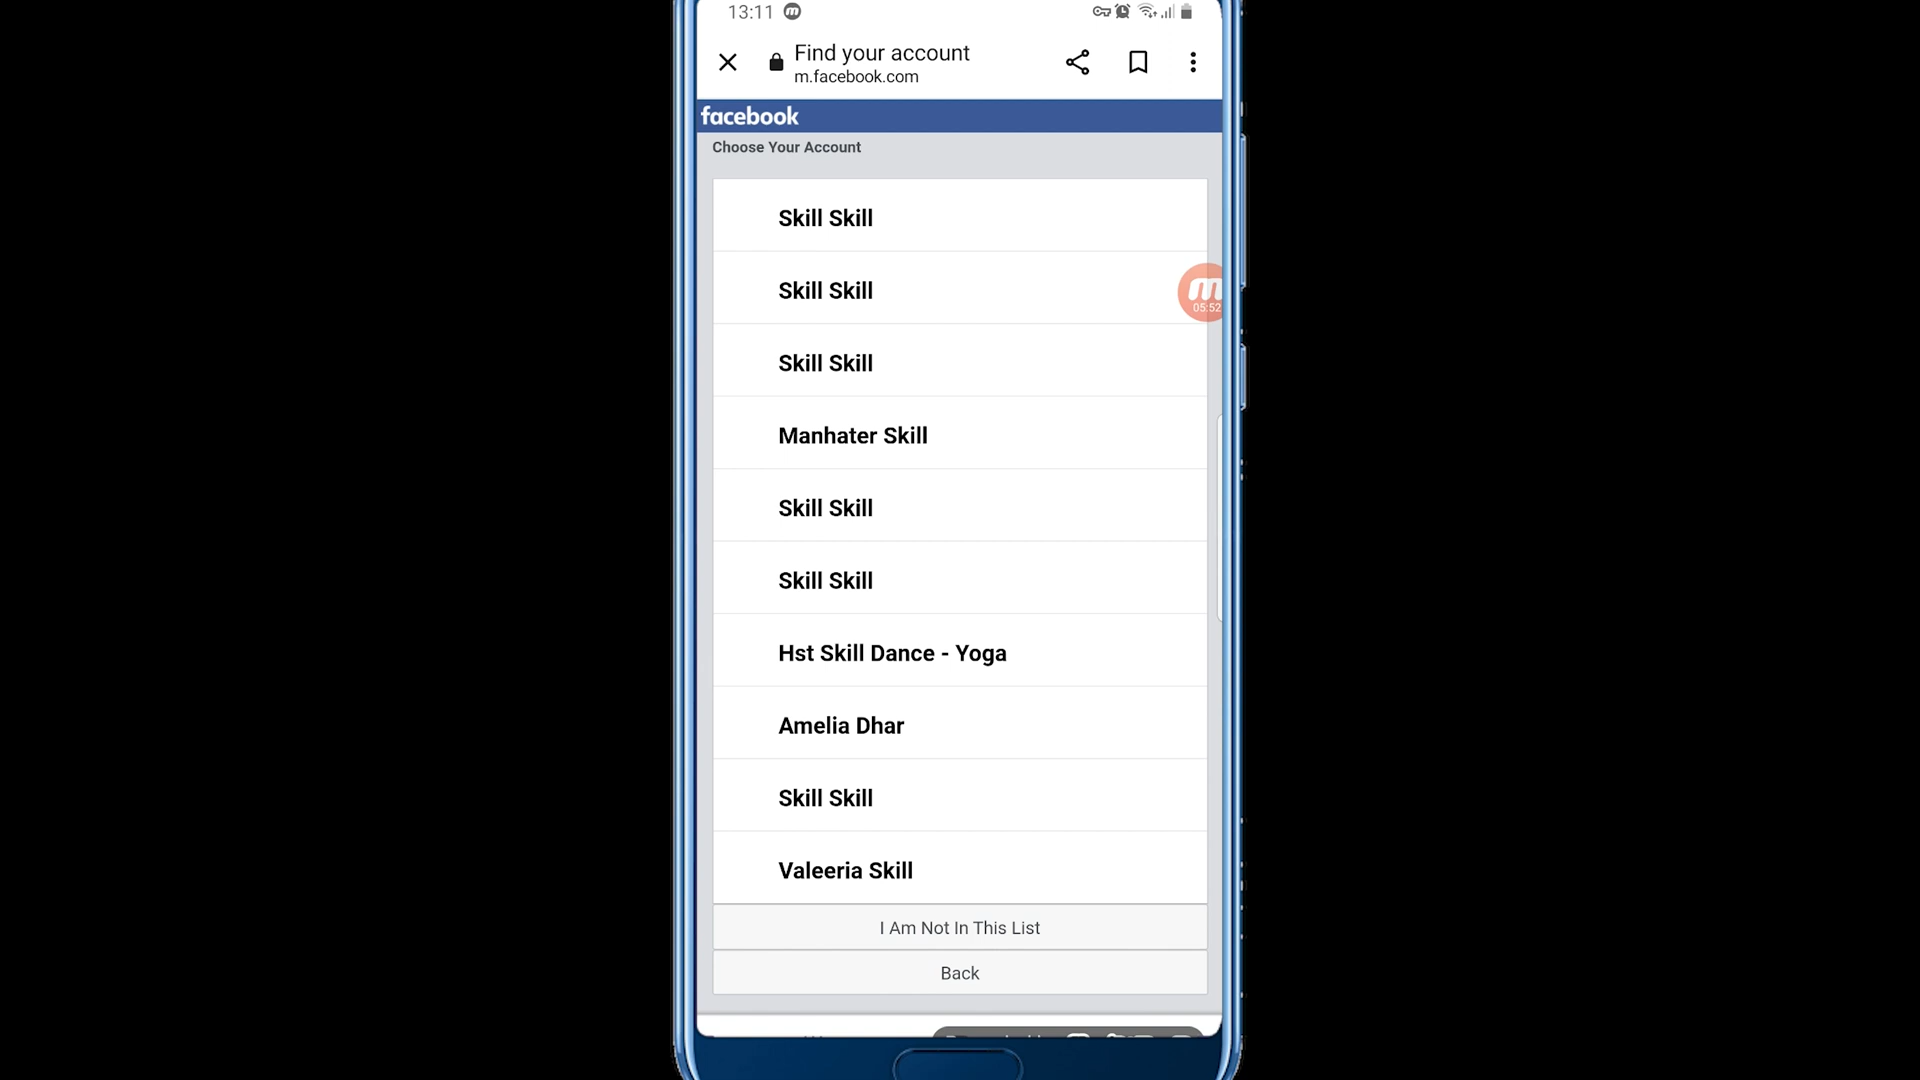 13:11
Find your account
m.facebook.com
facebook
Choose Your Account
Skill Skill
Skill Skill
05:52
Skill Skill
Manhater Skill
Skill Skill
Skill Skill
Hst Skill Dance - Yoga
Amelia Dhar
Skill Skill
Valeeria Skill
I Am Not In This List
Back